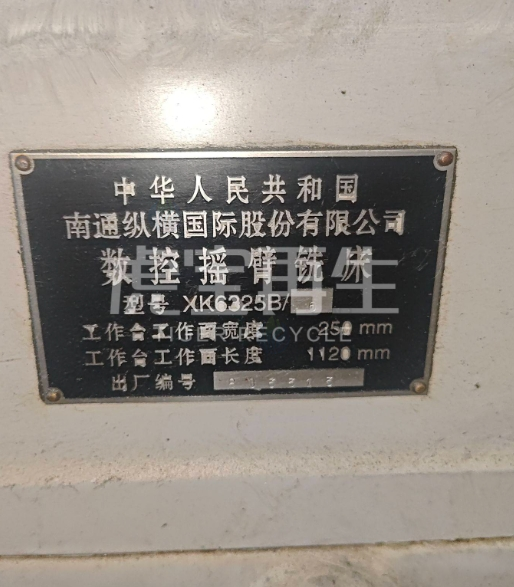 中华人民共和国
南通纵横国际股份有限公司
数控摇臂铣床
型号 XK6325B/
工作台工作面宽度 mm
工作台工作面长度 1120 mm
出厂编号